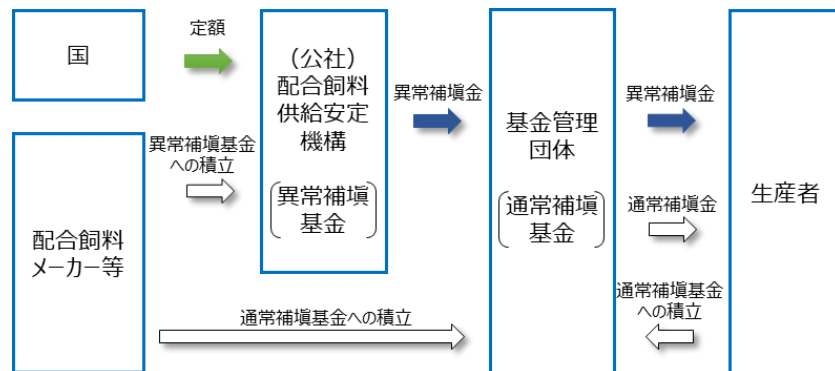 国
定額
（公社）
配合飼料
供給安定
機構
異常補塡
基金
配合飼料
メーカー等
異常補塡基金
への積立
異常補塡金
基金管理
団体
通常補塡
基金
異常補塡金
通常補塡金
通常補塡基金
への積立
生産者
通常補塡基金への積立